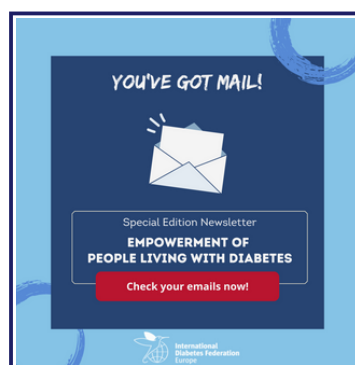 YOU'VE GOT MAIL!
Special Edition Newsletter
EMPOWERMENT OF
PEOPLE LIVING WITH DIABETES
Check your emails now!
International
Diabetes Federation
Europe